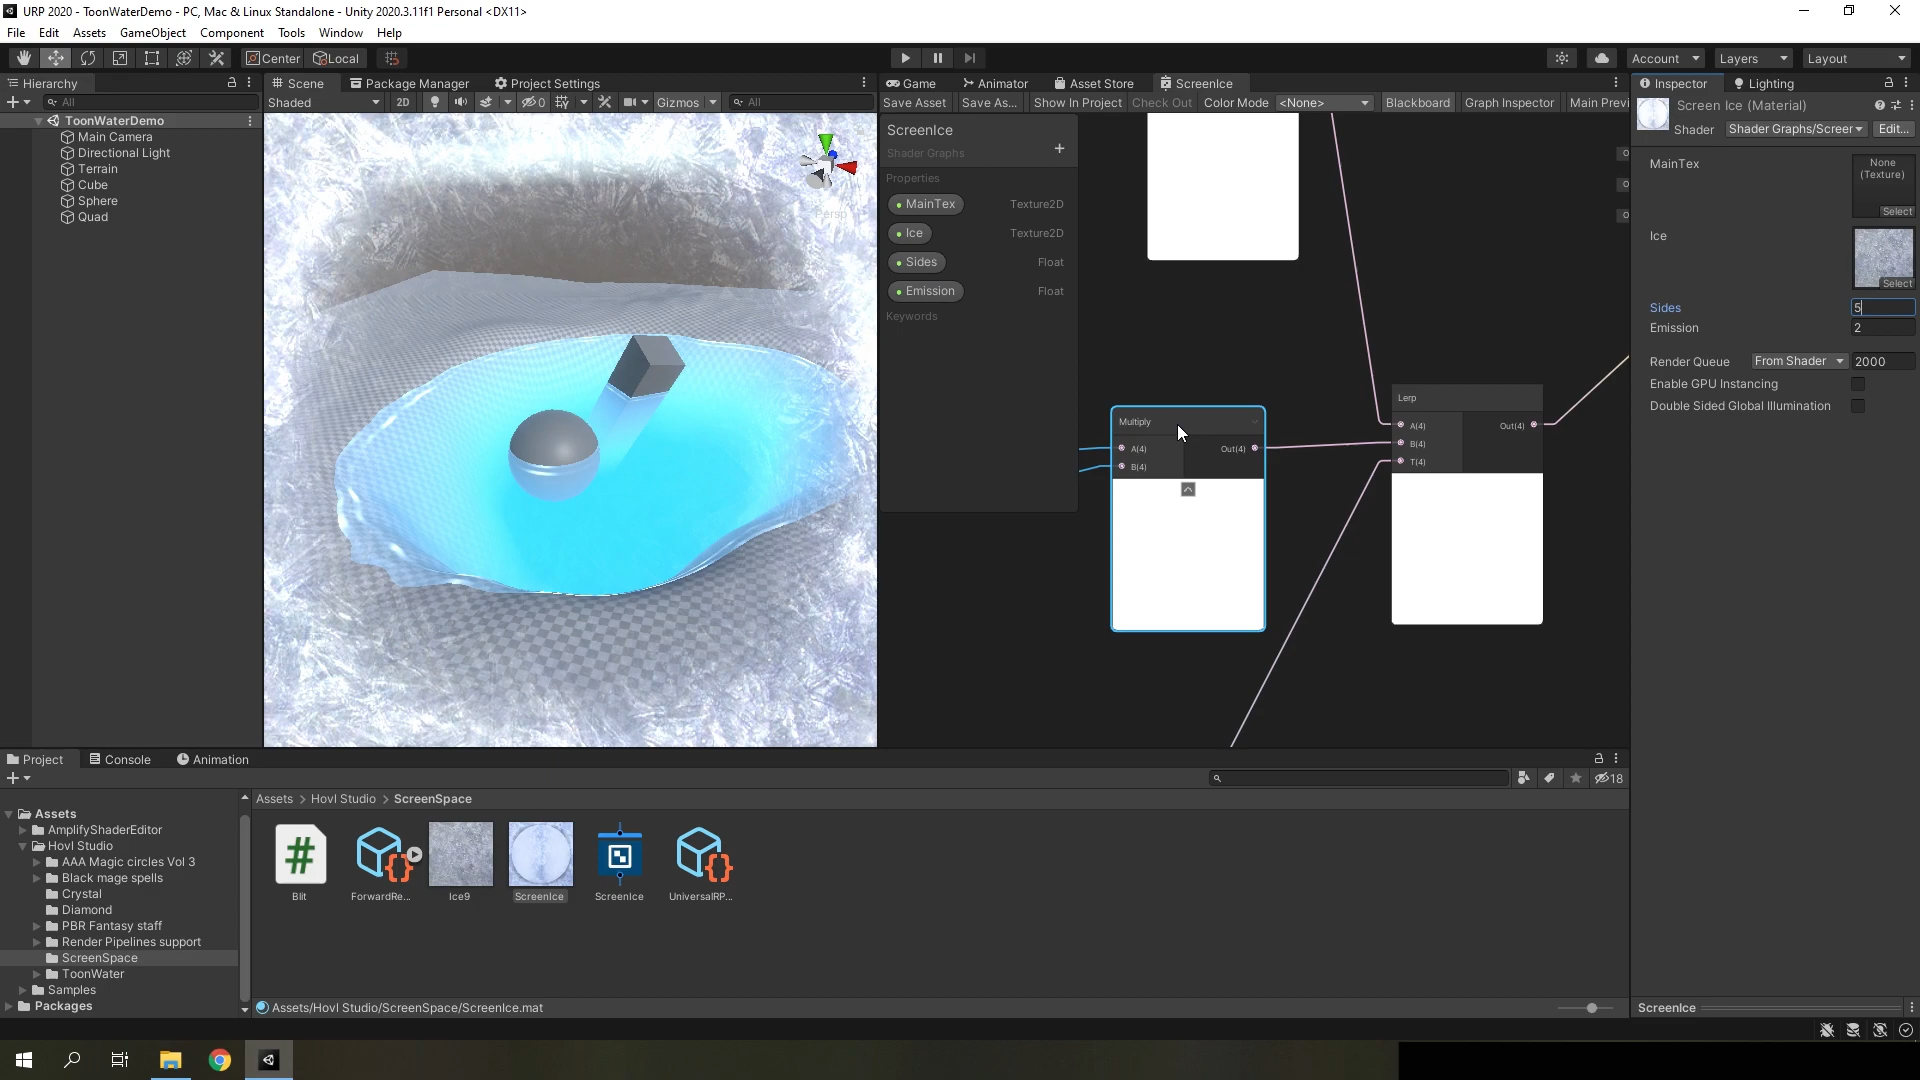 URP 2020 - ToonWaterDemo - PC, Mac & Linux Standalone - Unity 2020.3.11f1 Personal <DX11>
File Edit Assets GameObject Component Tools Window Help
Center Local Account Layers Layout
Hierarchy
All
ToonWaterDemo
Main Camera
Directional Light
Terrain
Cube
Sphere
Quad
Scene Package Manager Project Settings
Shaded 2D 0 Gizmos All
Persp
Game Animator Asset Store ScreenIce
Save Asset Save As... Show In Project Check Out Color Mode <None> Blackboard Graph Inspector Main Previ
ScreenIce
Shader Graphs
Properties
MainTex Texture2D
Ice Texture2D
Sides Float
Emission Float
Keywords
Multiply
A(4) Out(4)
B(4)
Lerp
A(4) Out(4)
B(4)
T(4)
Inspector Lighting
Screen Ice (Material)
Shader Shader Graphs/Screer Edit...
MainTex None
(Texture)
Select
Ice
Select
Sides 5
Emission 2
Render Queue From Shader 2000
Enable GPU Instancing
Double Sided Global Illumination
ScreenIce
Project Console Animation
18
Assets
AmplifyShaderEditor
Hovl Studio
AAA Magic circles Vol 3
Black mage spells
Crystal
Diamond
PBR Fantasy staff
Render Pipelines support
ScreenSpace
ToonWater
Samples
Packages
Assets > Hovl Studio > ScreenSpace
Blit ForwardRe... Ice9 ScreenIce ScreenIce UniversalRP...
Assets/Hovl Studio/ScreenSpace/ScreenIce.mat